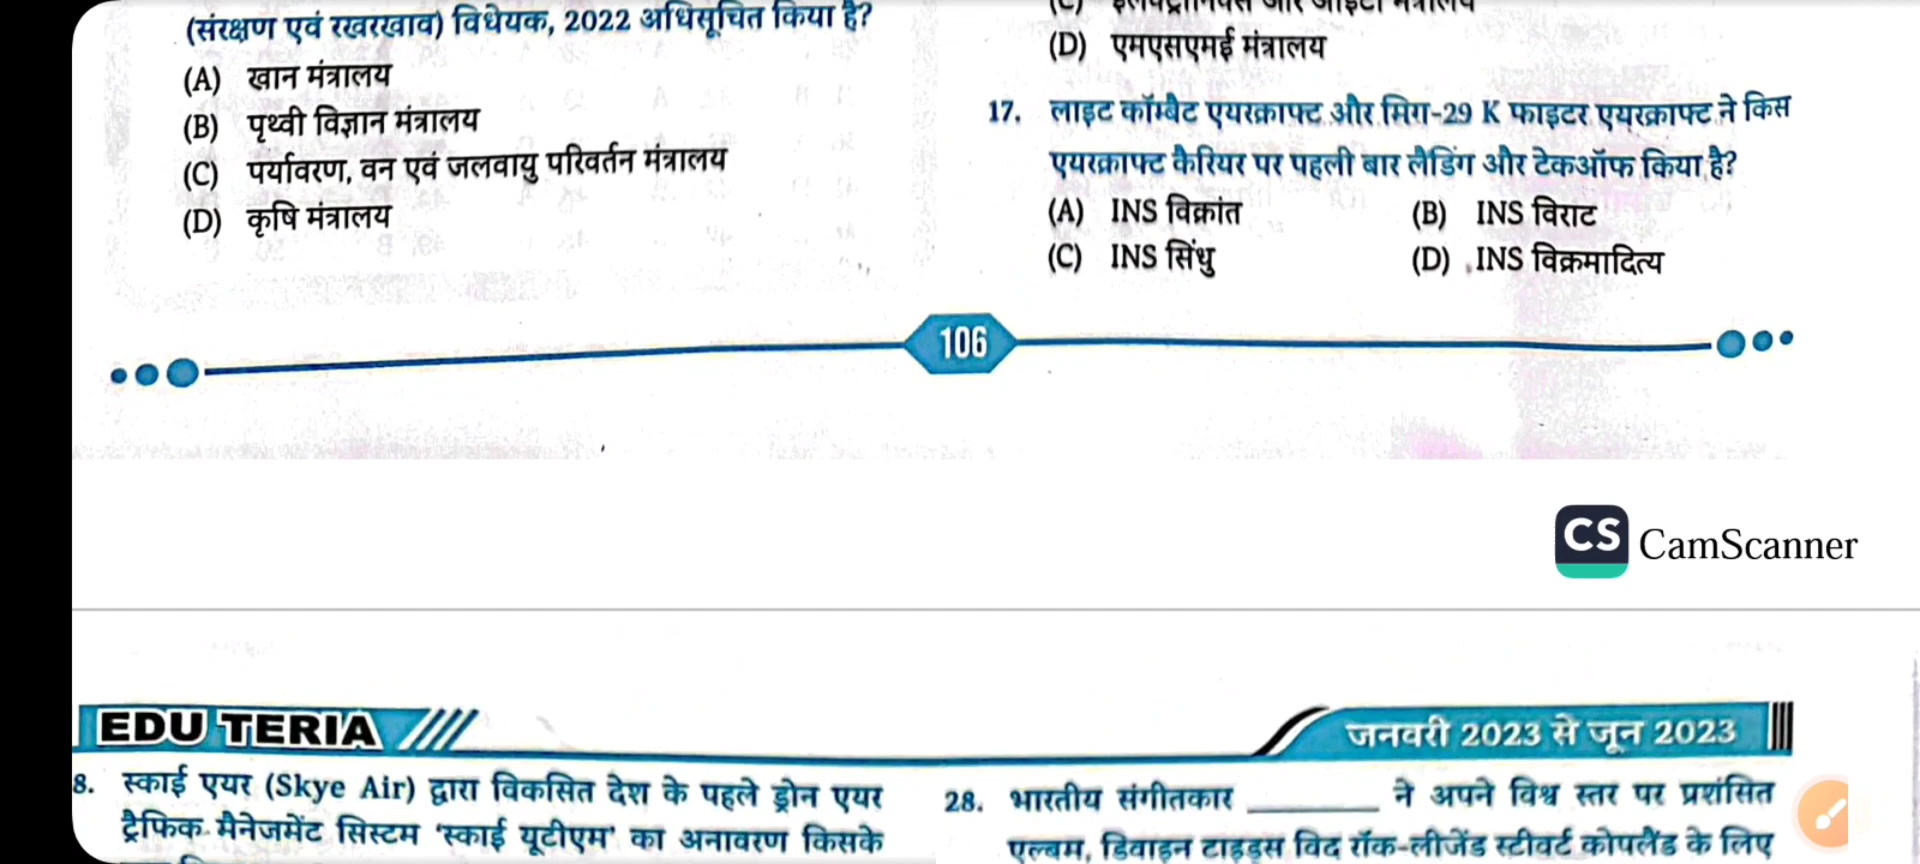 (संरक्षण एवं रखरखाव) विधेयक, 2022 अधिसूचित किया है?
(A) खान मंत्रालय
(B) पृथ्वी विज्ञान मंत्रालय
(C) पर्यावरण, वन एवं जलवायु परिवर्तन मंत्रालय
(D) कृषि मंत्रालय
(D) एमएसएमई मंत्रालय
17. लाइट कॉम्बैट एयरक्राफ्ट और मिग-29 K फाइटर एयरक्राफ्ट ने किस
एयरक्राफ्ट कैरियर पर पहली बार लैडिंग और टेकऑफ किया है?
(A) INS विक्रांत (B) INS विराट
(C) INS सिंधु (D) INS विक्रमादित्य
106
CS CamScanner
EDU TERIA
जनवरी 2023 से जून 2023
8. स्काई एयर (Skye Air) द्वारा विकसित देश के पहले ड्रोन एयर
ट्रैफिक मैनेजमेंट सिस्टम ‘स्काई यूटीएम’ का अनावरण किसके
28. भारतीय संगीतकार ________ ने अपने विश्व स्तर पर प्रशंसित
एल्बम, डिवाइन टाइड्स विद रॉक-लीजेंड स्टीवर्ट कोपलैंड के लिए